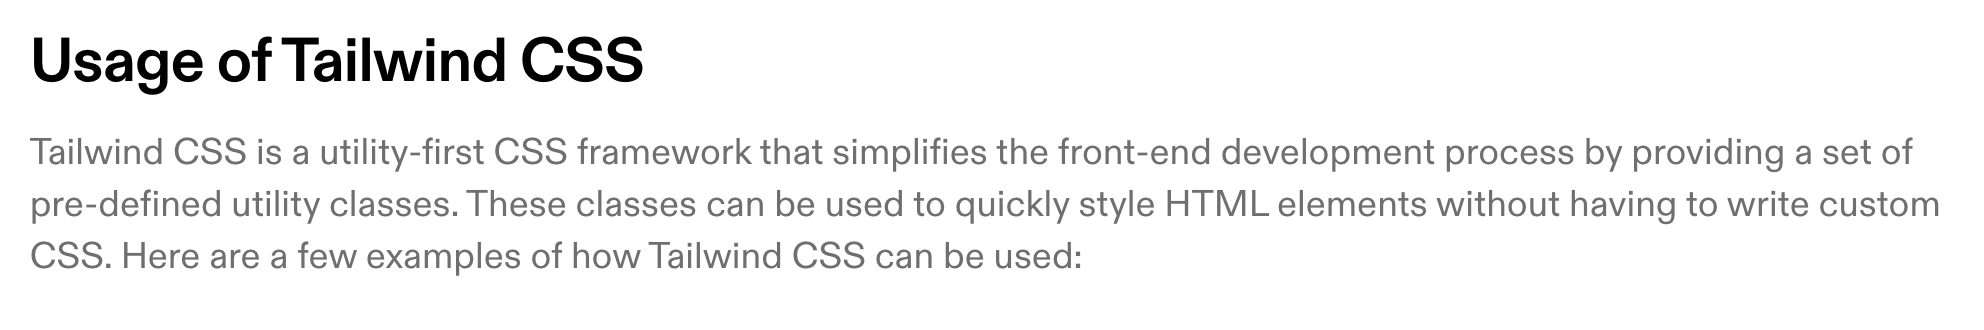 Usage of Tailwind CSS
Tailwind CSS is a utility-first CSS framework that simplifies the front-end development process by providing a set of
pre-defined utility classes. These classes can be used to quickly style HTML elements without having to write custom
CSS. Here are a few examples of how Tailwind CSS can be used: